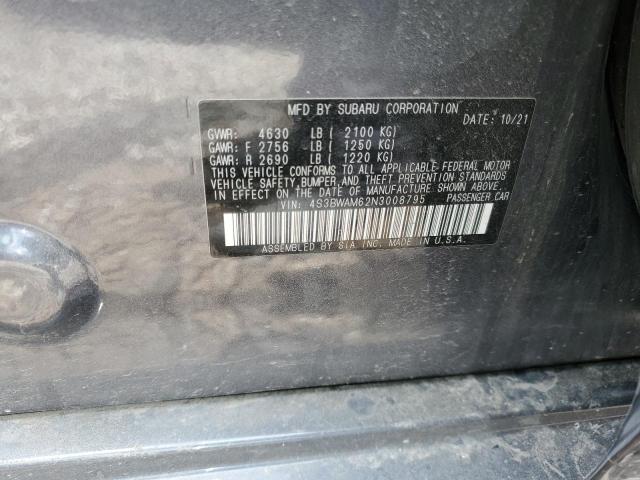 MFD BY SUBARU CORPORATION
DATE: 10/21
GVWR: 4630 LB ( 2100 KG)
GAWR: F 2756 LB ( 1250 KG)
GAWR: R 2690 LB ( 1220 KG)
THIS VEHICLE CONFORMS TO ALL APPLICABLE FEDERAL MOTOR
VEHICLE SAFETY, BUMPER, AND THEFT PREVENTION STANDARDS
IN EFFECT ON THE DATE OF MANUFACTURE SHOWN ABOVE.
VIN: 4S3BWAM62N3008795 PASSENGER CAR
ASSEMBLED BY SIA, INC. MADE IN U.S.A.